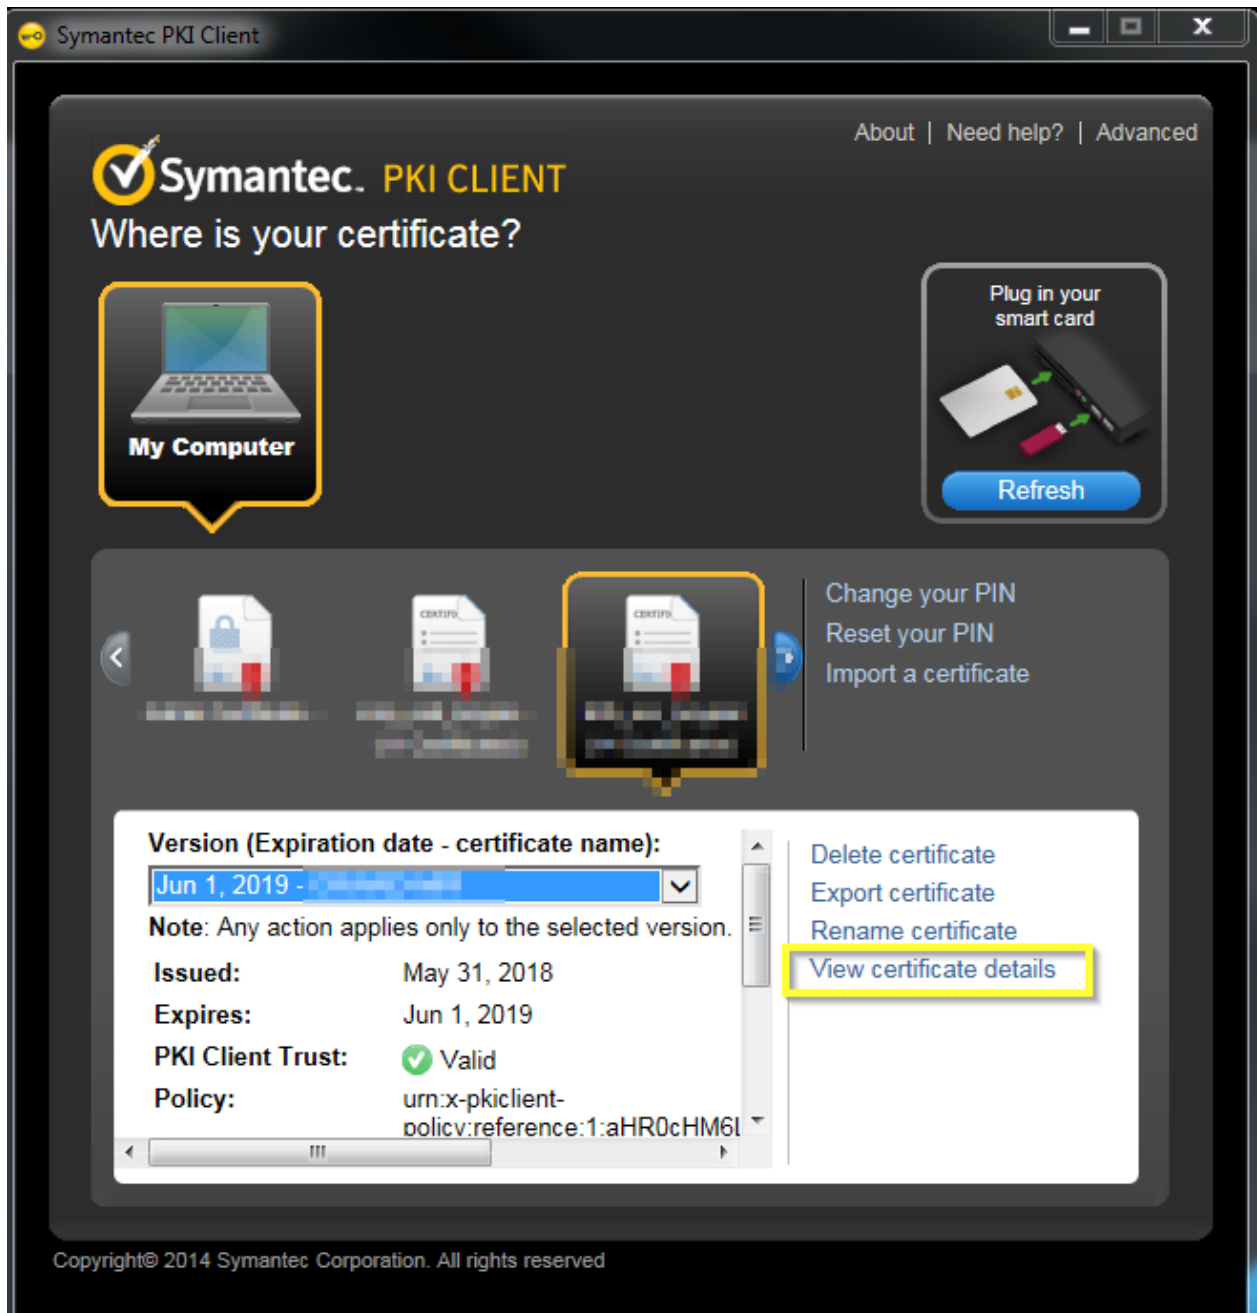 Symantec PKI Client
About | Need help? | Advanced
Symantec. PKI CLIENT
Where is your certificate?
My Computer
Plug in your
smart card
Refresh
CERTIFI
CERTIFI
Change your PIN
Reset your PIN
Import a certificate
Version (Expiration date - certificate name):
Jun 1, 2019 -
Note: Any action applies only to the selected version.
Issued: May 31, 2018
Expires: Jun 1, 2019
PKI Client Trust: Valid
Policy: urn:x-pkiclient-
policy:reference:1:aHR0cHM6L
Delete certificate
Export certificate
Rename certificate
View certificate details
Copyright© 2014 Symantec Corporation. All rights reserved